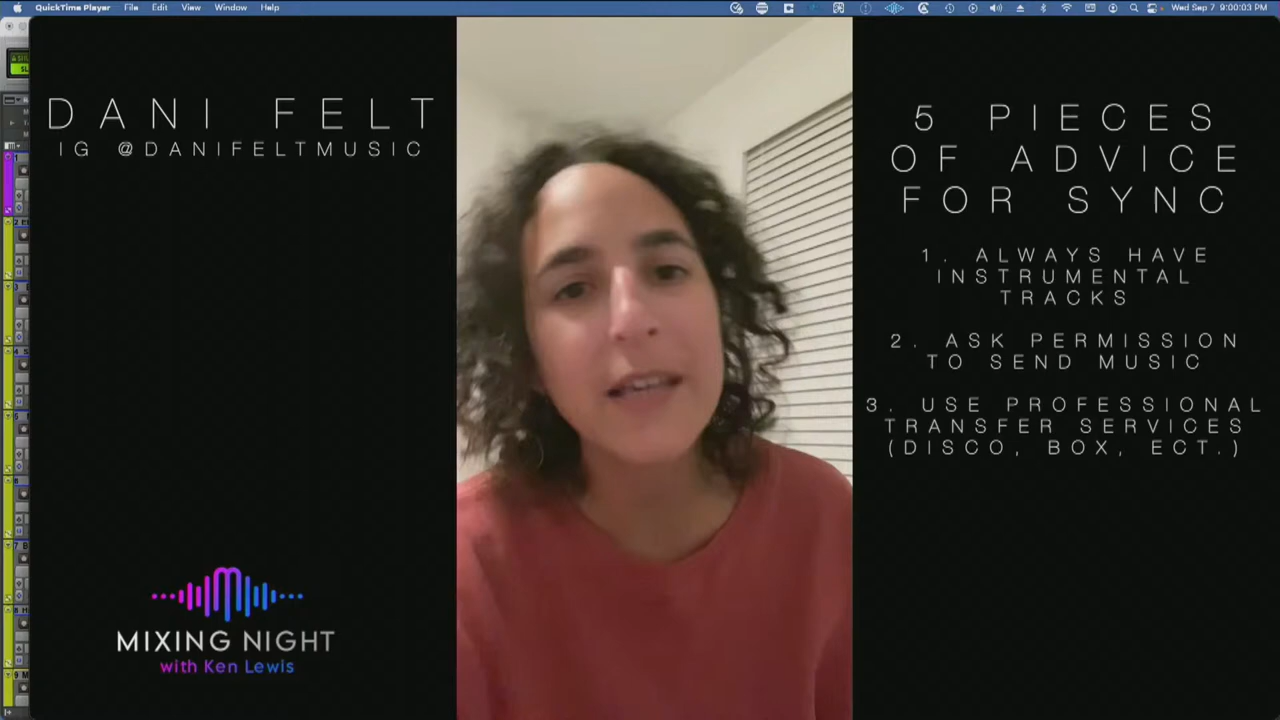 QuickTime Player File Edit View Window Help
Wed Sep 7 9:00:03 PM
DANI FELT
IG @DANIFELTMUSIC
MIXING NIGHT
with Ken Lewis
5 PIECES
OF ADVICE
FOR SYNC
1. ALWAYS HAVE
INSTRUMENTAL
TRACKS
2. ASK PERMISSION
TO SEND MUSIC
3. USE PROFESSIONAL
TRANSFER SERVICES
(DISCO, BOX, ECT.)